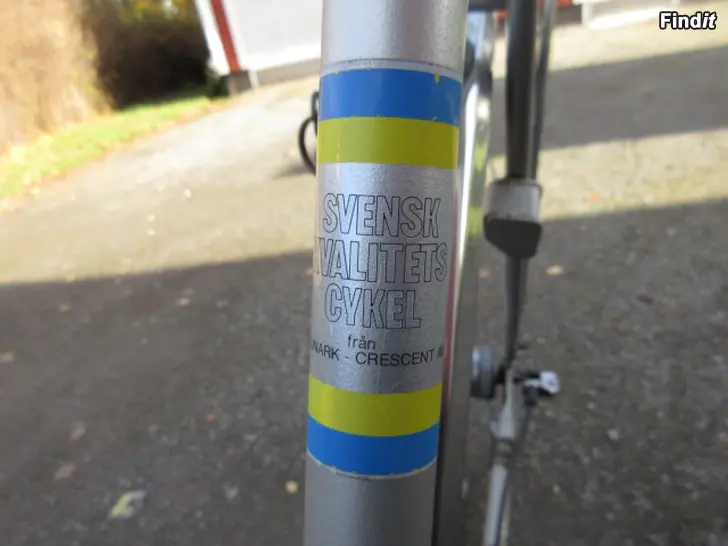 Findit
SVENSK
KVALITETS
CYKEL
från
CRESCENT